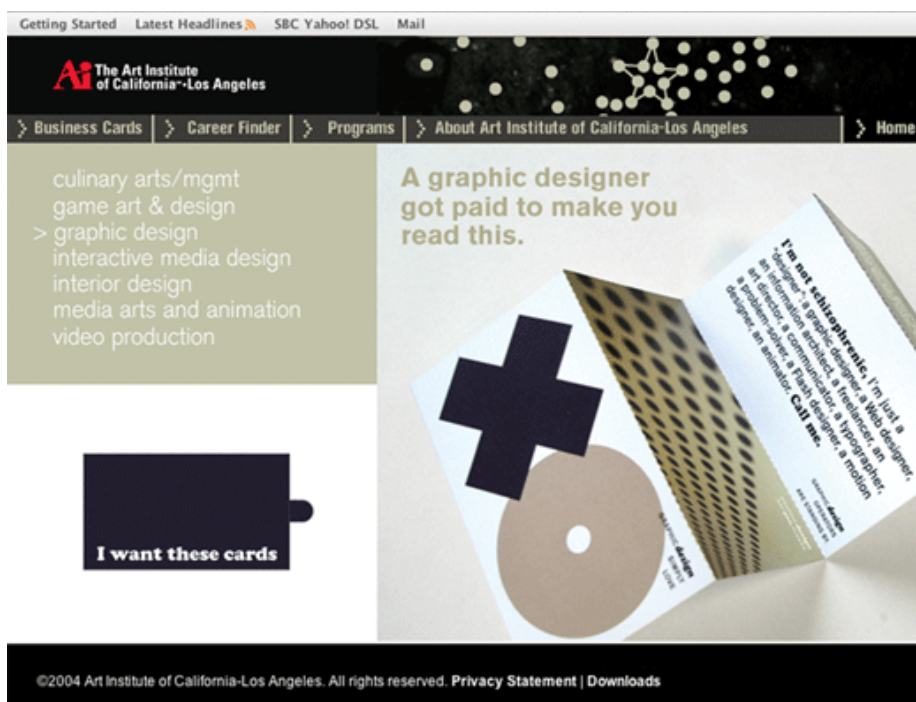 Getting Started Latest Headlines SBC Yahoo! DSL Mail
Ai The Art Institute
of California-Los Angeles
Business Cards Career Finder Programs About Art Institute of California-Los Angeles Home
culinary arts/mgmt
game art & design
> graphic design
interactive media design
interior design
media arts and animation
video production
A graphic designer
got paid to make you
read this.
I'm not schizophrenic, I'm just a
"designer": a graphic designer, a Web designer,
an information architect, a freelancer, an
art director, a communicator, a typographer,
a problem-solver, a Flash designer, a motion
designer, an animator. Call me.
I want these cards
©2004 Art Institute of California-Los Angeles. All rights reserved. Privacy Statement | Downloads